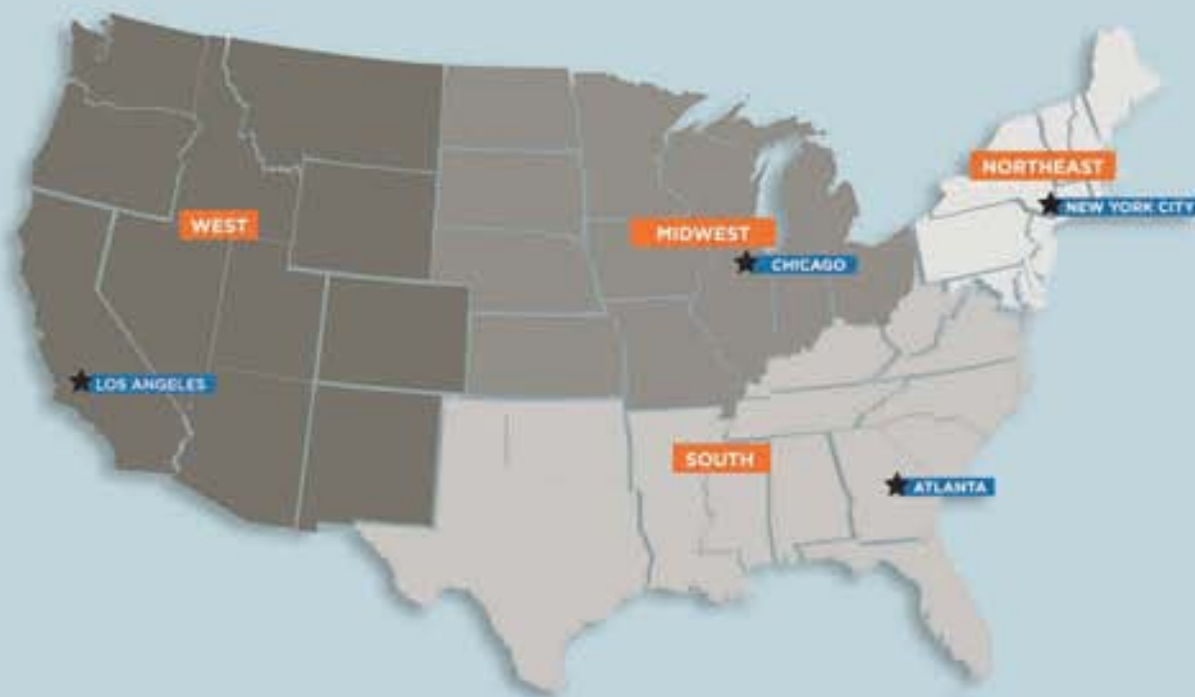 NORTHEAST
NEW YORK CITY
WEST
MIDWEST
CHICAGO
LOS ANGELES
SOUTH
ATLANTA